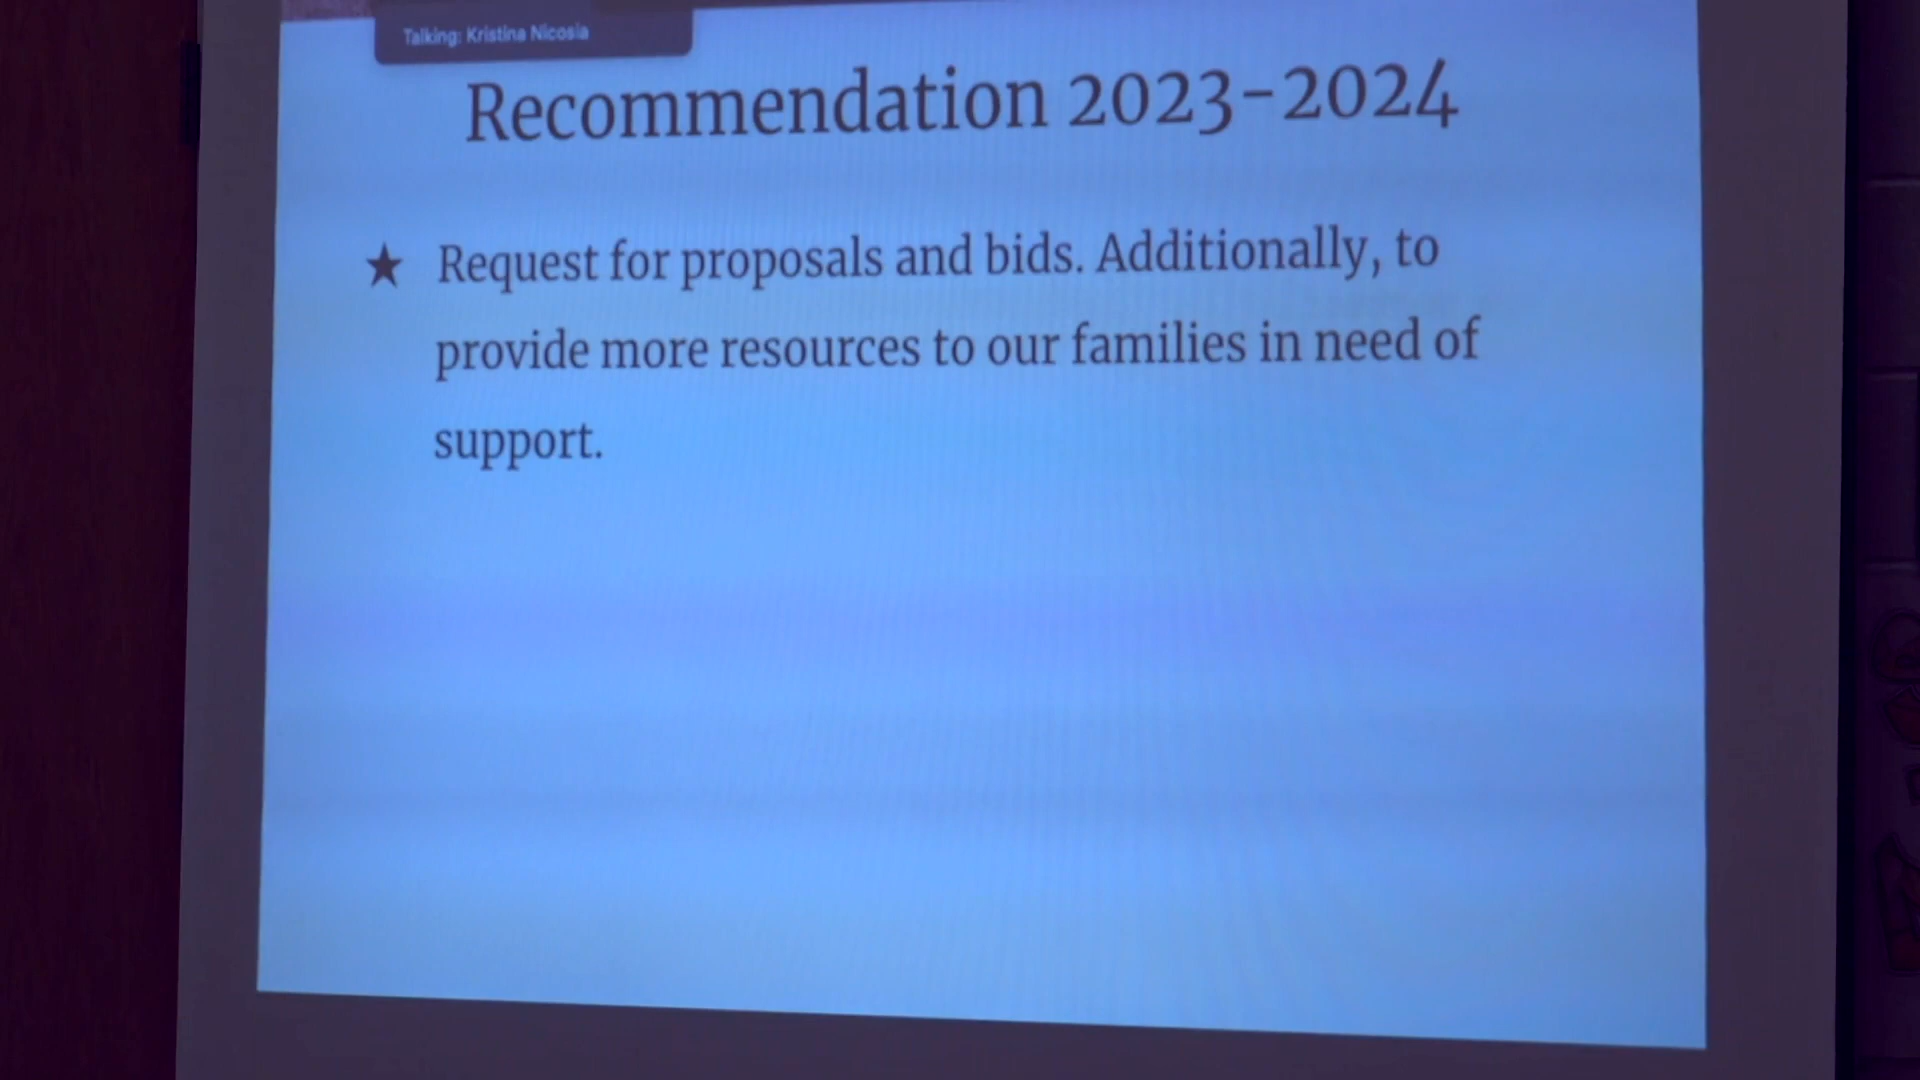 Talking: Kristina Nicosia
Recommendation 2023-2024
★ Request for proposals and bids. Additionally, to
provide more resources to our families in need of
support.